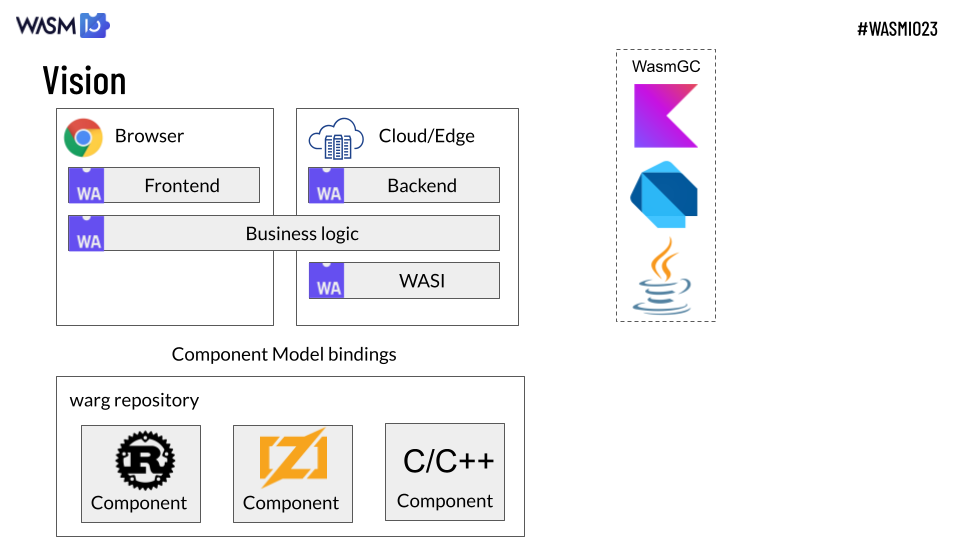 WASM IO
#WASMIO23
Vision
Browser
WA Frontend
Cloud/Edge
WA Backend
WA Business logic
WA WASI
WasmGC
Component Model bindings
warg repository
R
Component
Z
Component
C/C++
Component